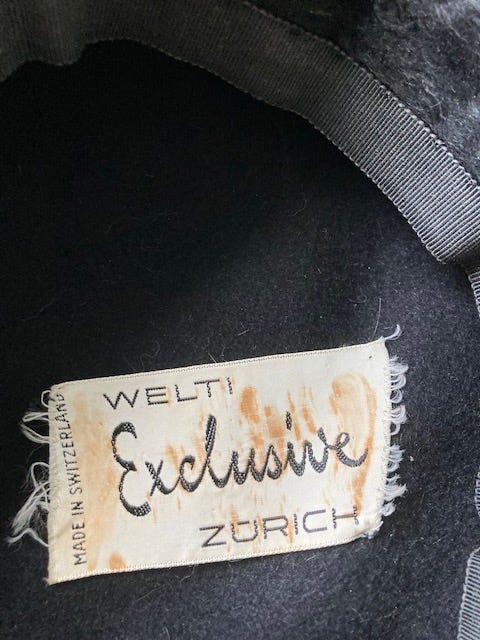 WELTI
Exclusive
ZÜRICH
MADE IN SWITZERLAND